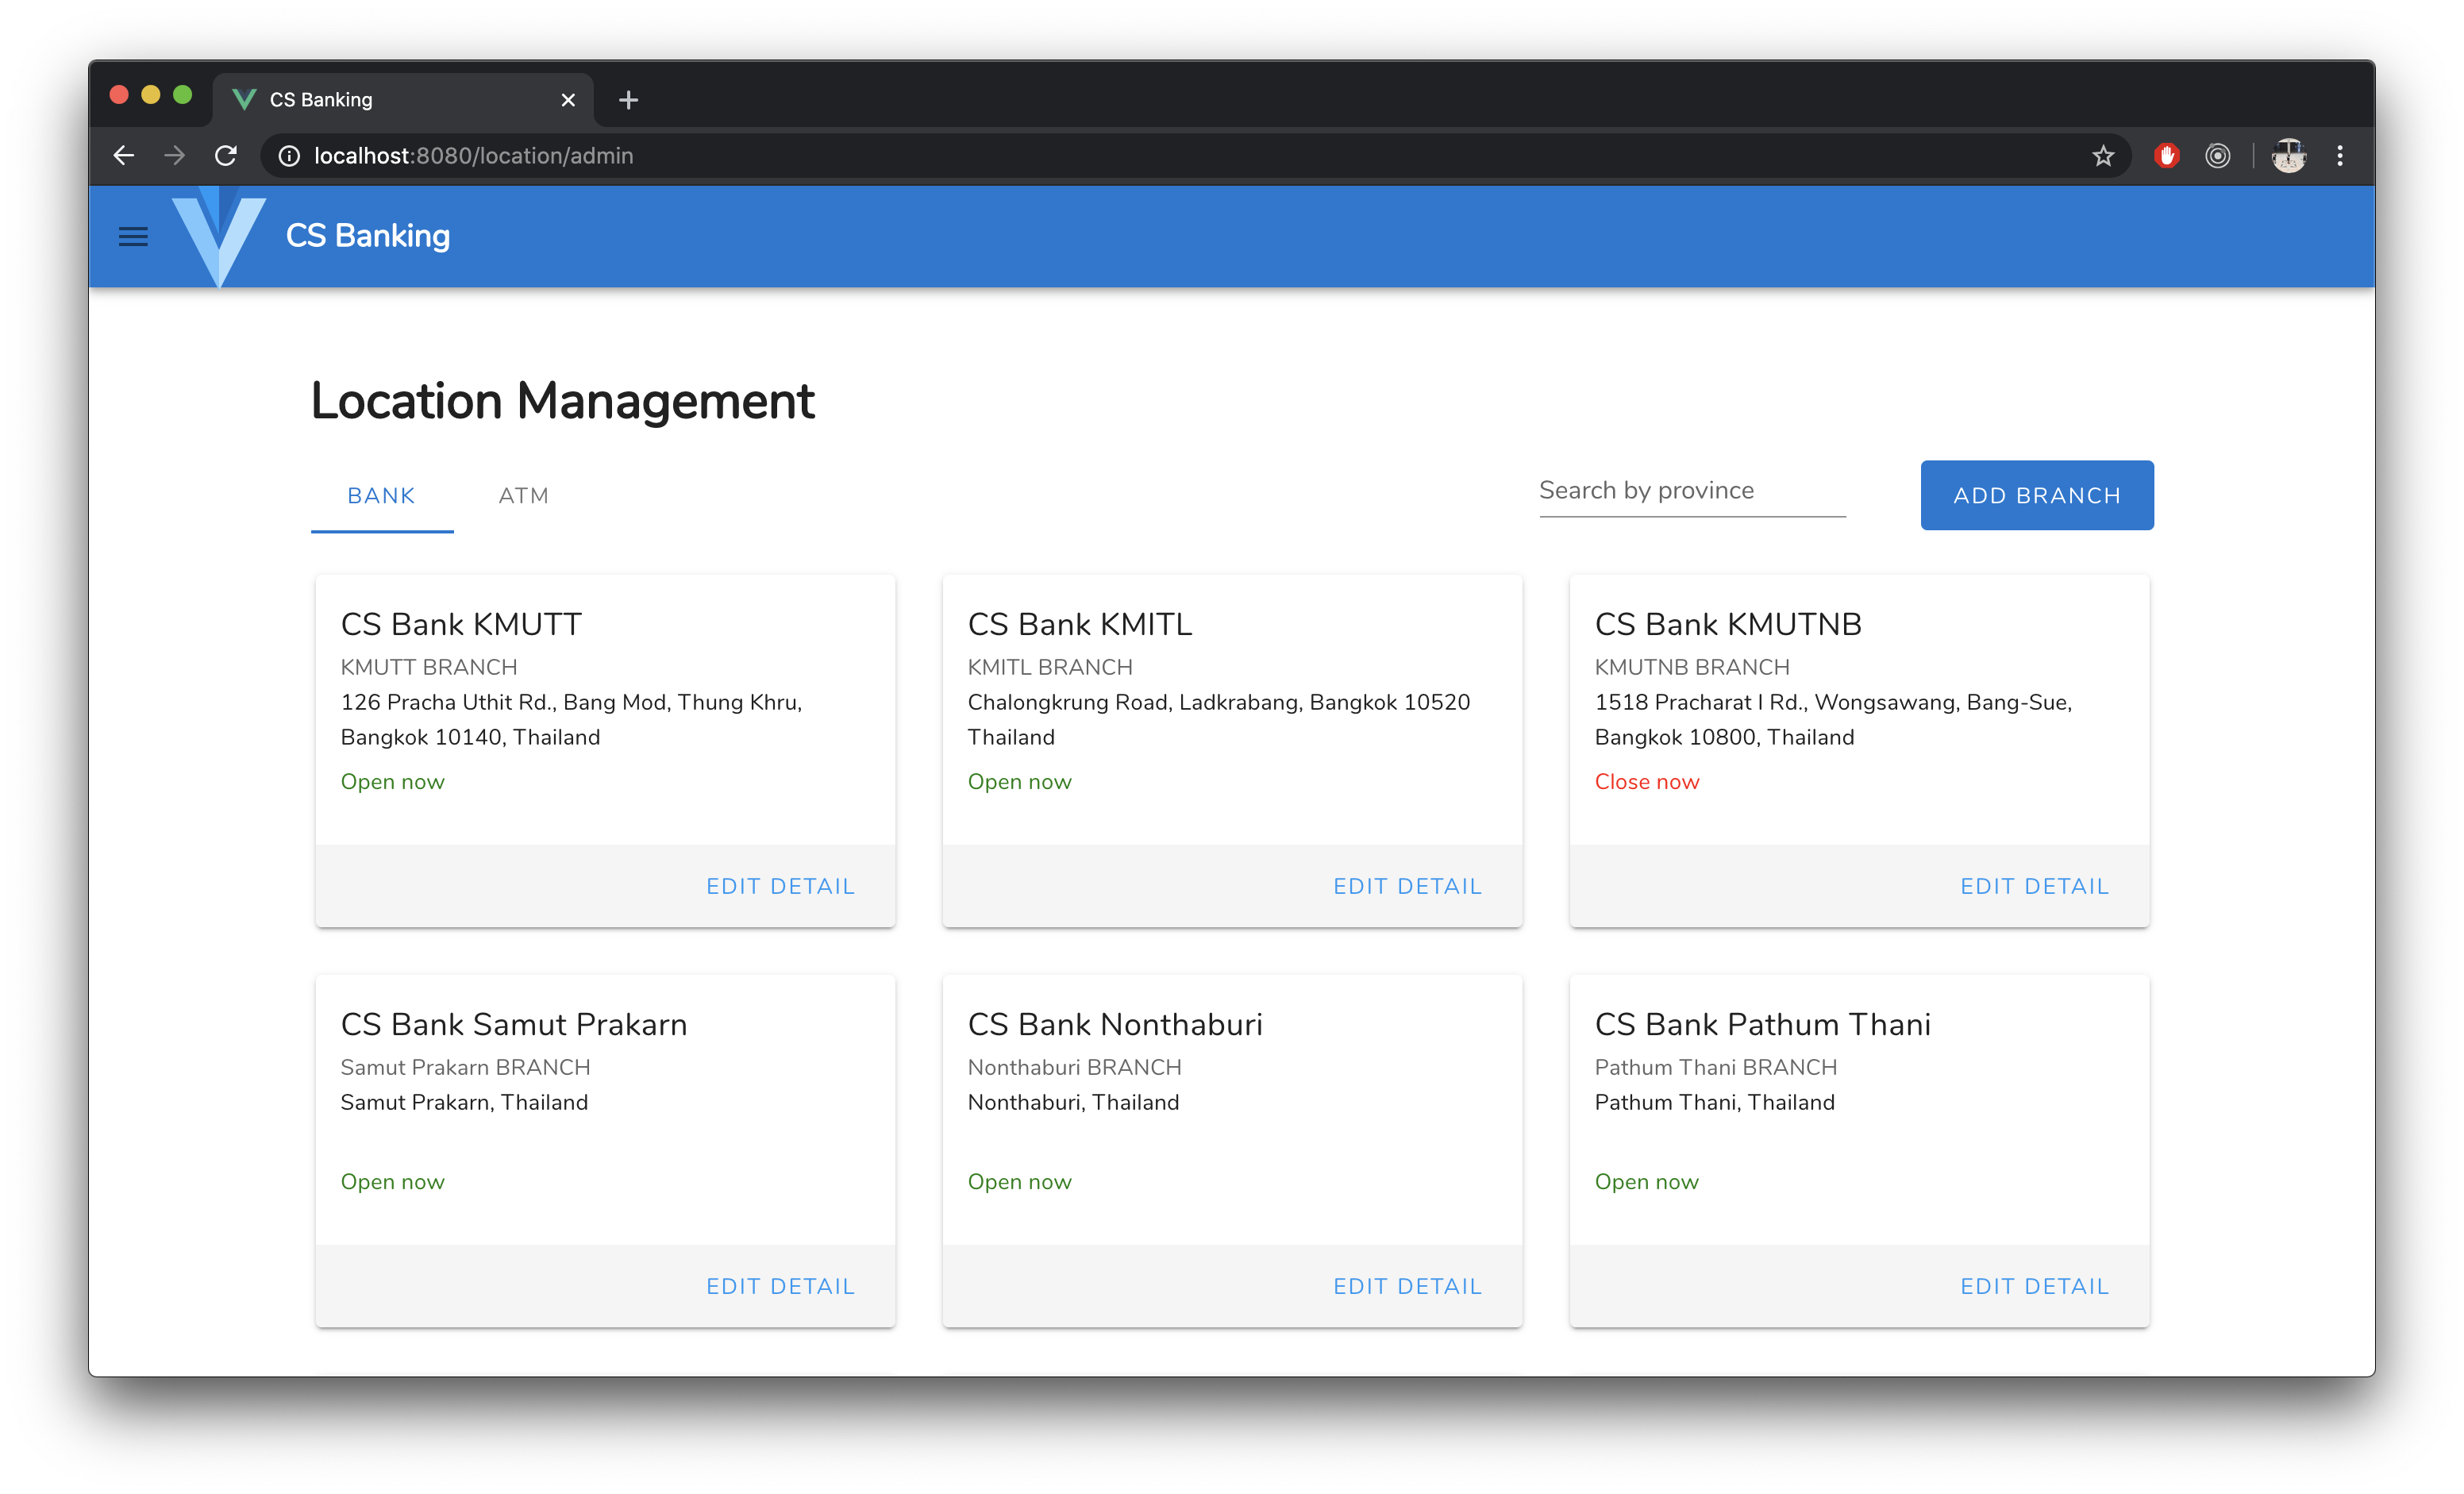 CS Banking
localhost:8080/location/admin
CS Banking
Location Management
BANK
ATM
Search by province
ADD BRANCH
CS Bank KMUTT
KMUTT BRANCH
126 Pracha Uthit Rd., Bang Mod, Thung Khru,
Bangkok 10140, Thailand
Open now
EDIT DETAIL
CS Bank KMITL
KMITL BRANCH
Chalongkrung Road, Ladkrabang, Bangkok 10520
Thailand
Open now
EDIT DETAIL
CS Bank KMUTNB
KMUTNB BRANCH
1518 Pracharat I Rd., Wongsawang, Bang-Sue,
Bangkok 10800, Thailand
Close now
EDIT DETAIL
CS Bank Samut Prakarn
Samut Prakarn BRANCH
Samut Prakarn, Thailand
Open now
EDIT DETAIL
CS Bank Nonthaburi
Nonthaburi BRANCH
Nonthaburi, Thailand
Open now
EDIT DETAIL
CS Bank Pathum Thani
Pathum Thani BRANCH
Pathum Thani, Thailand
Open now
EDIT DETAIL